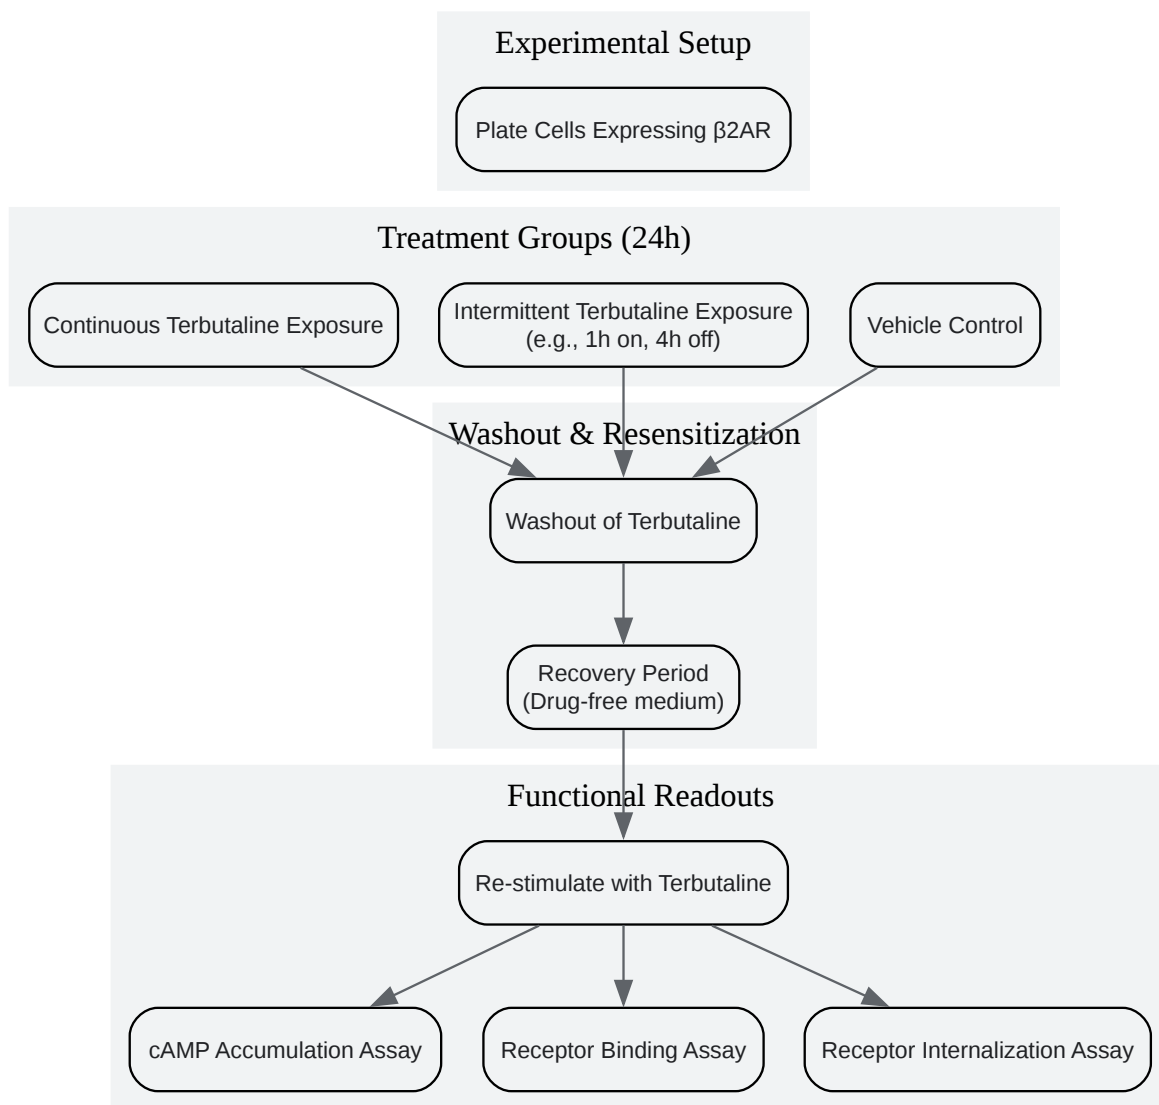 Experimental Setup
Plate Cells Expressing β2AR
Treatment Groups (24h)
Continuous Terbutaline Exposure
Intermittent Terbutaline Exposure
(e.g., 1h on, 4h off)
Vehicle Control
Washout & Resensitization
Washout of Terbutaline
Recovery Period
(Drug-free medium)
Functional Readouts
Re-stimulate with Terbutaline
cAMP Accumulation Assay
Receptor Binding Assay
Receptor Internalization Assay